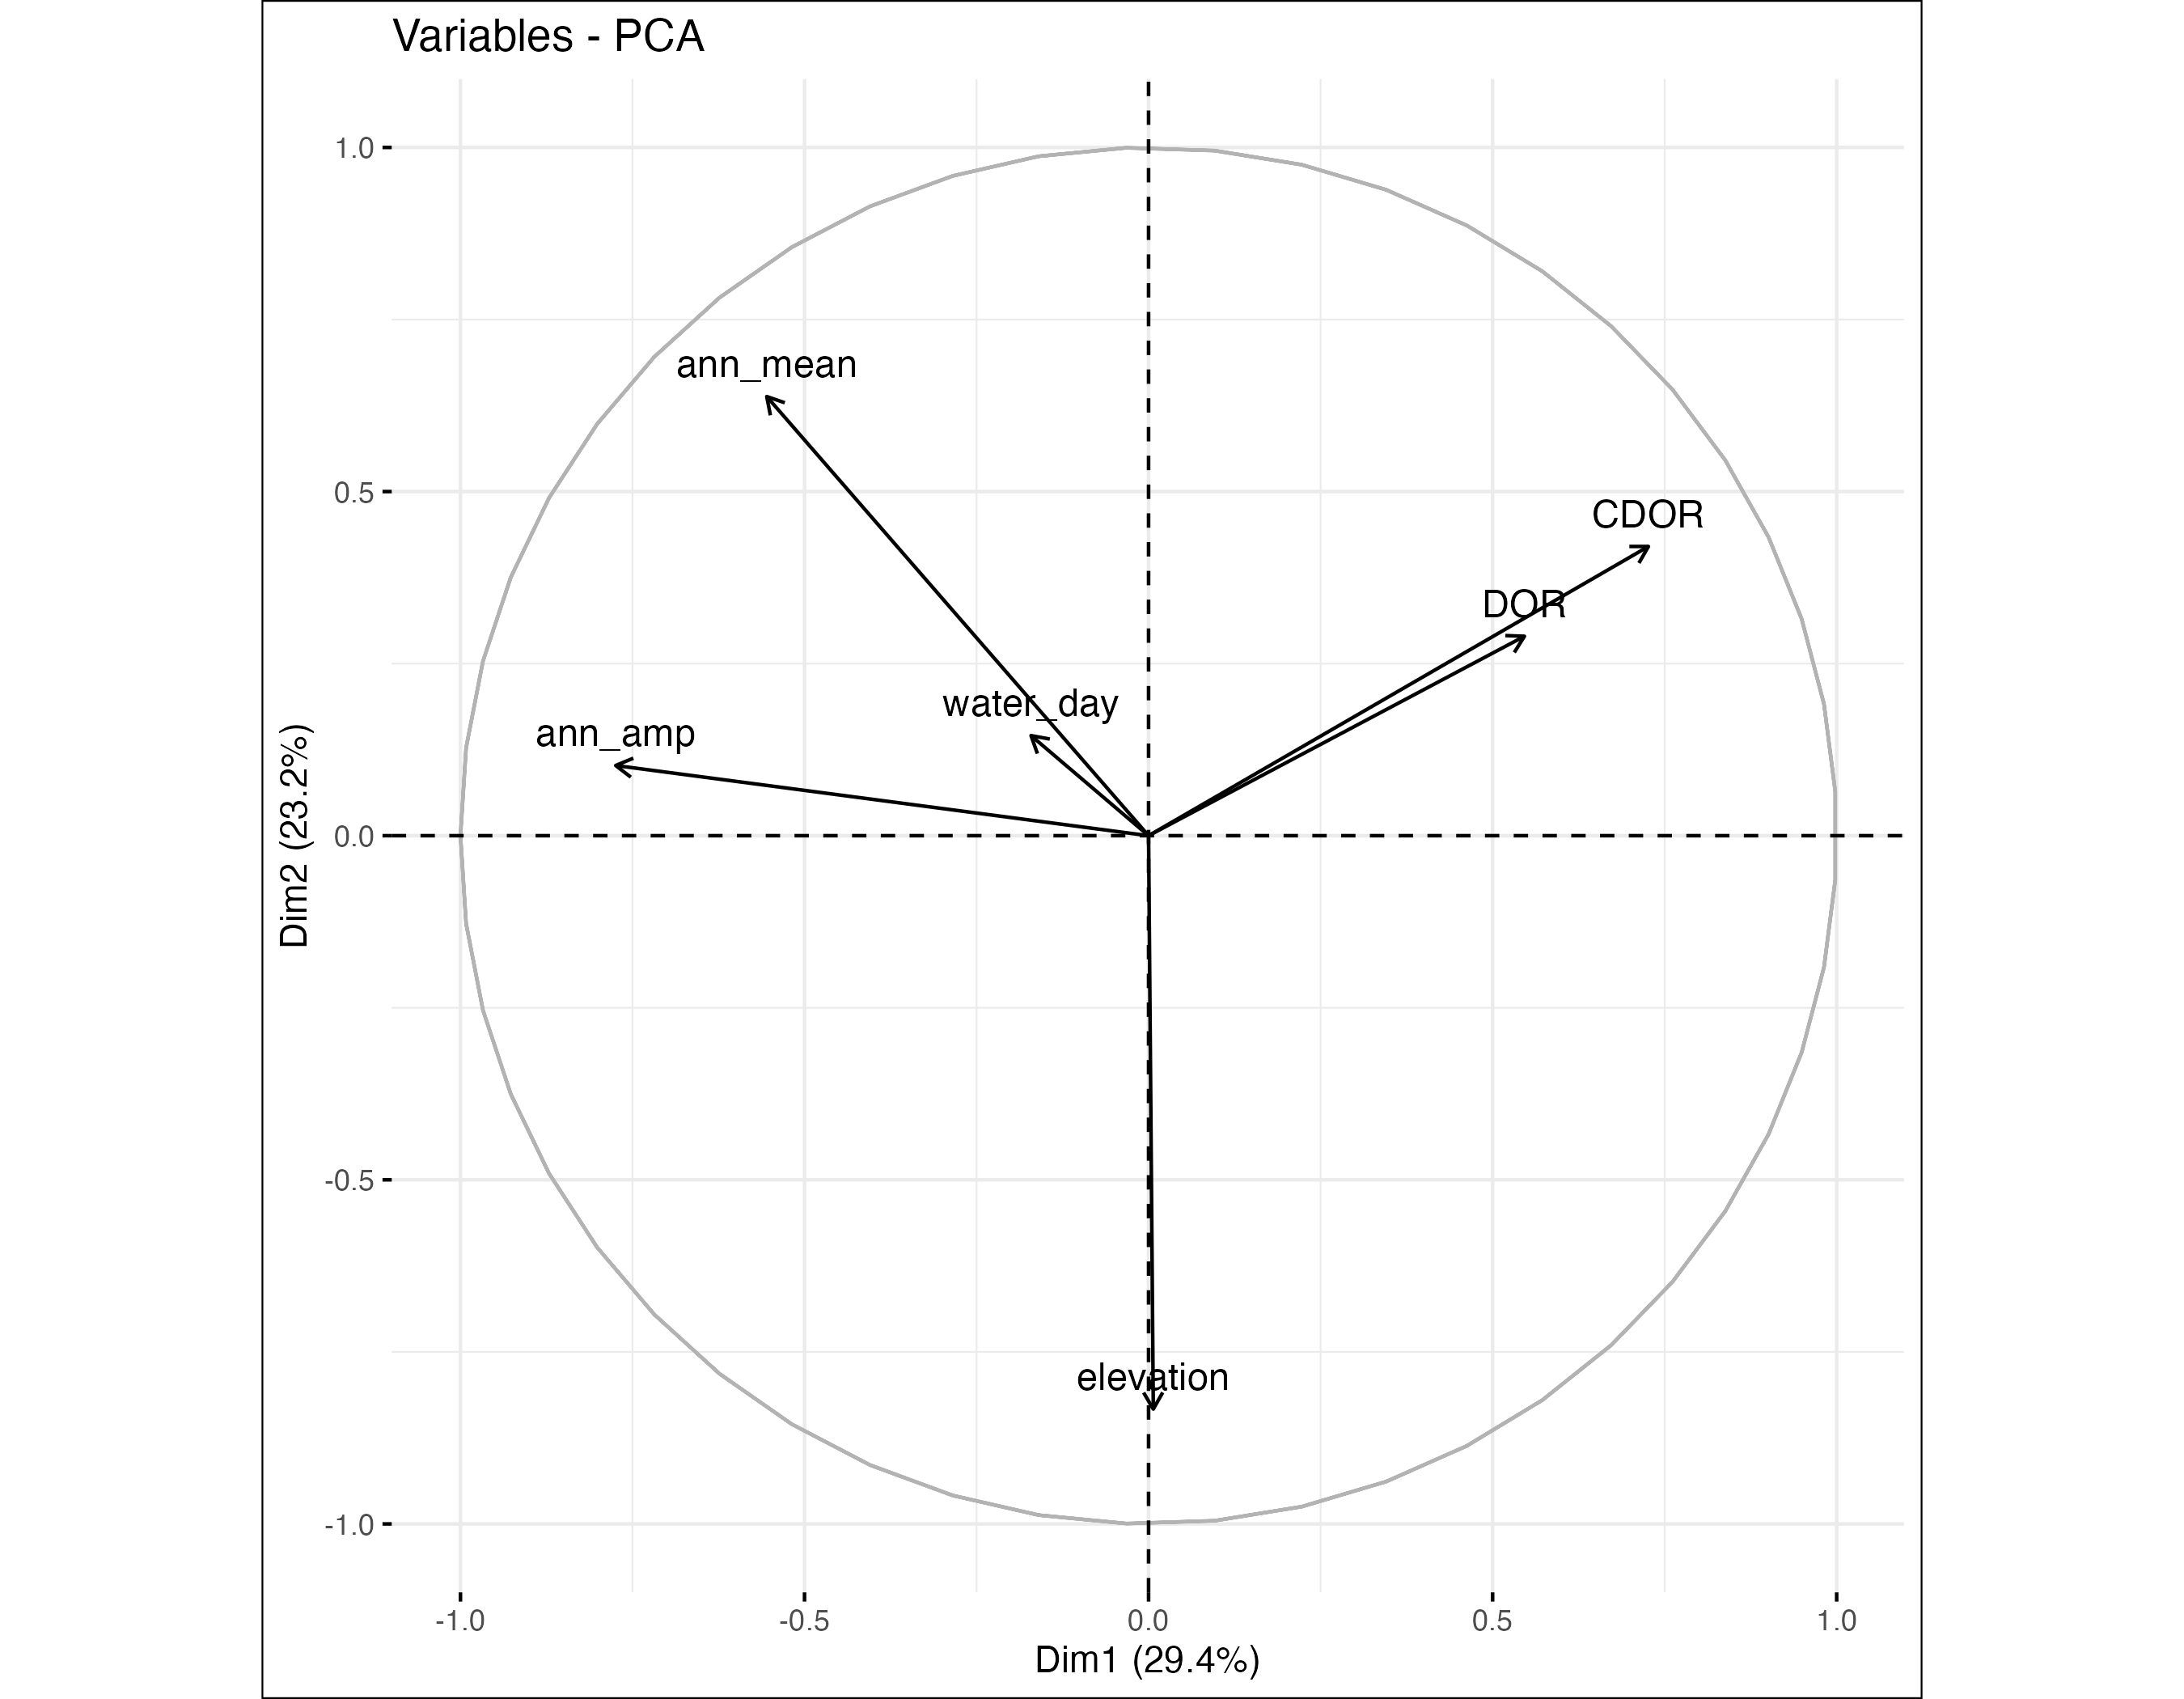 Variables - PCA
1.0
ann_mean
0.5
CDOR
DOR
water_day
ann_amp
0.0
Dim2 (23.2%)
-0.5
elevation
-1.0
-1.0 -0.5 0.0 0.5 1.0
Dim1 (29.4%)